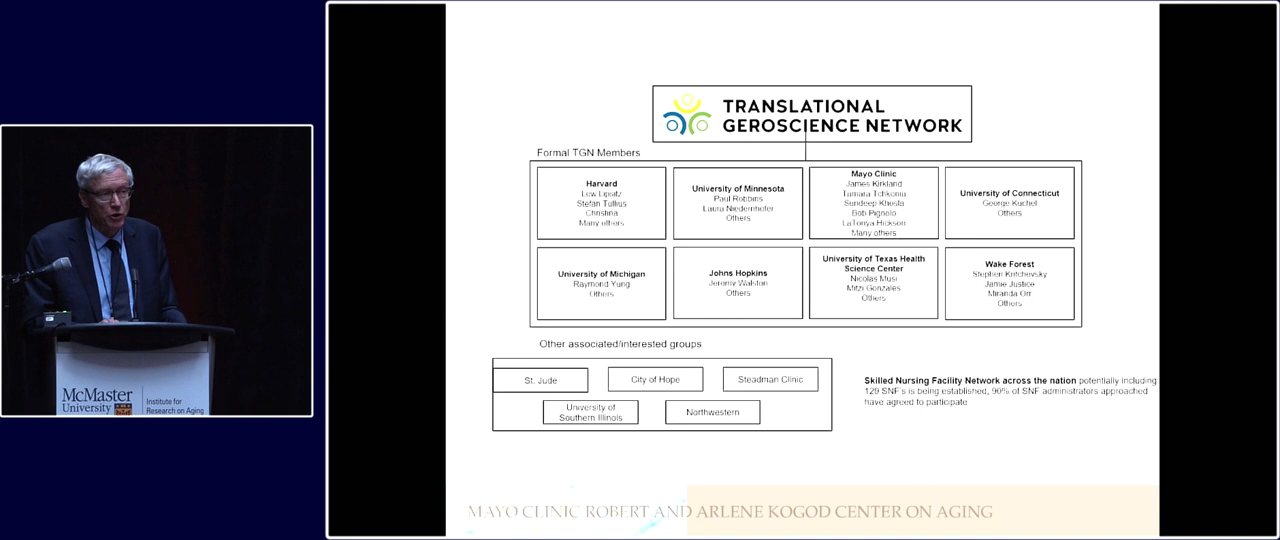 McMaster
University
Institute for
Research on Aging
TRANSLATIONAL
GEROSCIENCE NETWORK
Formal TGN Members
Harvard
Lew Lipsitz
Stefan Tullius
Christina
Many others
University of Minnesota
Paul Robbins
Laura Niedernhofer
Others
Mayo Clinic
James Kirkland
Tamara Tchkonia
Sundeep Khosla
Bob Pignolo
LaTonya Hickson
Many others
University of Connecticut
George Kuchel
Others
University of Michigan
Raymond Yung
Others
Johns Hopkins
Jeremy Walston
Others
University of Texas Health
Science Center
Nicolas Musi
Mitzi Gonzales
Others
Wake Forest
Stephen Kritchevsky
Jamie Justice
Miranda Orr
Others
Other associated/interested groups
St. Jude
City of Hope
Steadman Clinic
University of
Southern Illinois
Northwestern
Skilled Nursing Facility Network across the nation potentially including
129 SNF's is being established, 90% of SNF administrators approached
have agreed to participate
MAYO CLINIC ROBERT AND ARLENE KOGOD CENTER ON AGING